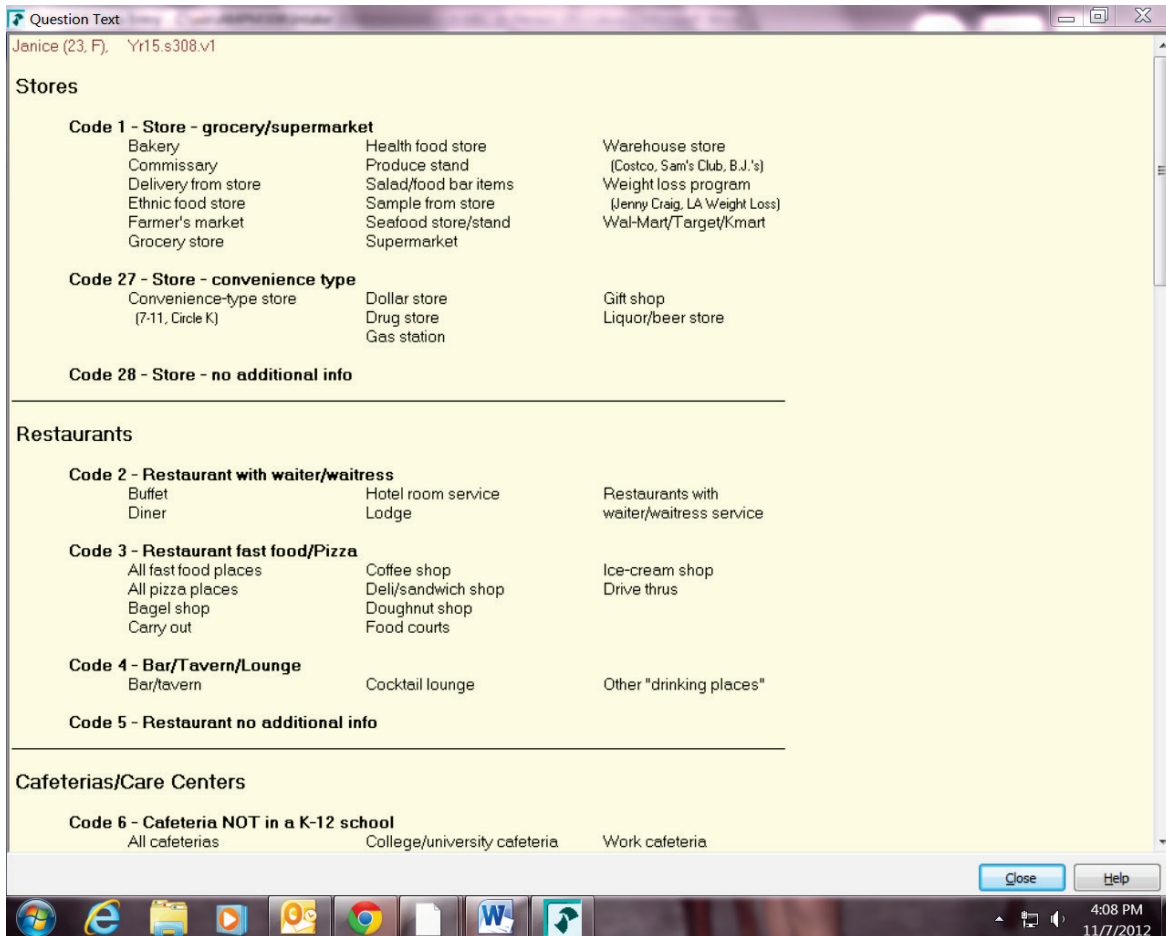 Question Text
Janice (23, F), Yr15.s308.v1
Stores
Code 1 - Store - grocery/supermarket
Bakery Health food store Warehouse store
Commissary Produce stand (Costco, Sam's Club, B.J.'s)
Delivery from store Salad/food bar items Weight loss program
Ethnic food store Sample from store (Jenny Craig, LA Weight Loss)
Farmer's market Seafood store/stand Wal-Mart/Target/Kmart
Grocery store Supermarket
Code 27 - Store - convenience type
Convenience-type store Dollar store Gift shop
(7-11, Circle K) Drug store Liquor/beer store
Gas station
Code 28 - Store - no additional info
Restaurants
Code 2 - Restaurant with waiter/waitress
Buffet Hotel room service Restaurants with
Diner Lodge waiter/waitress service
Code 3 - Restaurant fast food/Pizza
All fast food places Coffee shop Ice-cream shop
All pizza places Deli/sandwich shop Drive thrus
Bagel shop Doughnut shop
Carry out Food courts
Code 4 - Bar/Tavern/Lounge
Bar/tavern Cocktail lounge Other "drinking places"
Code 5 - Restaurant no additional info
Cafeterias/Care Centers
Code 6 - Cafeteria NOT in a K-12 school
All cafeterias College/university cafeteria Work cafeteria
Close Help
4:08 PM
11/7/2012